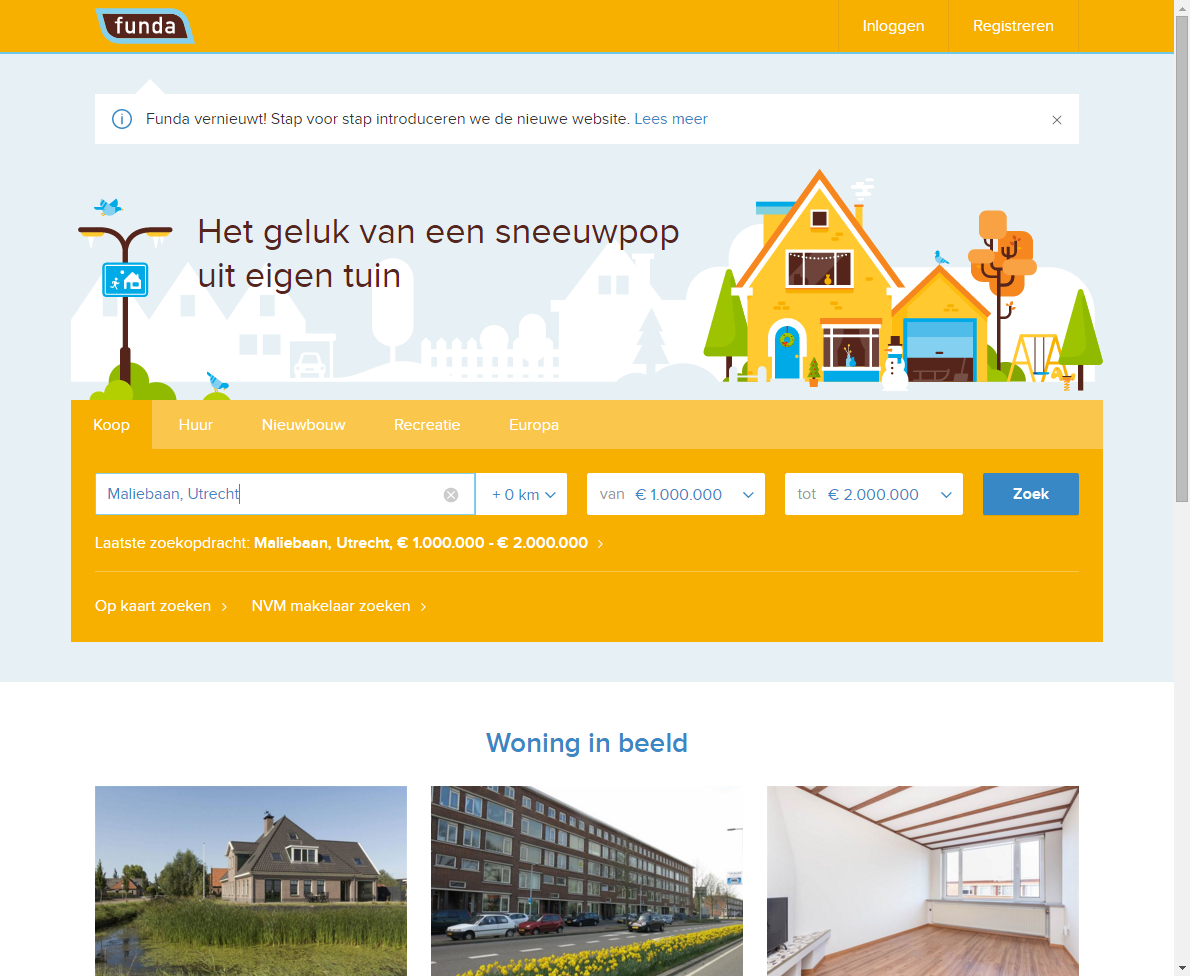 funda
Inloggen
Registreren
Funda vernieuwt! Stap voor stap introduceren we de nieuwe website. Lees meer
Het geluk van een sneeuwpop
uit eigen tuin
Koop
Huur
Nieuwbouw
Recreatie
Europa
Maliebaan, Utrecht
+ 0 km
van € 1.000.000
tot € 2.000.000
Zoek
Laatste zoekopdracht: Maliebaan, Utrecht, € 1.000.000 - € 2.000.000
Op kaart zoeken
NVM makelaar zoeken
Woning in beeld